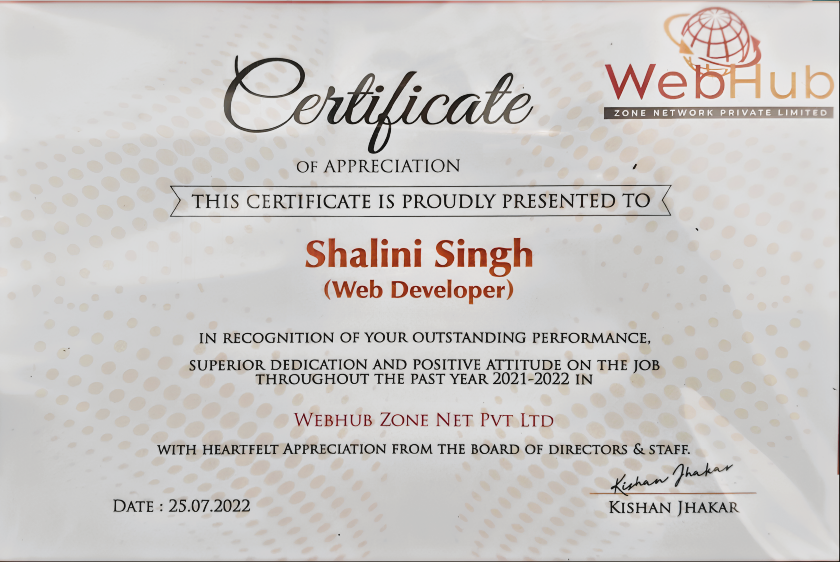 WebHub
ZONE NETWORK PRIVATE LIMITED
Certificate
OF APPRECIATION
THIS CERTIFICATE IS PROUDLY PRESENTED TO
Shalini Singh
(Web Developer)
IN RECOGNITION OF YOUR OUTSTANDING PERFORMANCE,
SUPERIOR DEDICATION AND POSITIVE ATTITUDE ON THE JOB
THROUGHOUT THE PAST YEAR 2021-2022 IN
WEBHUB ZONE NET PVT LTD
WITH HEARTFELT APPRECIATION FROM THE BOARD OF DIRECTORS & STAFF.
Kishan Jhakar
DATE : 25.07.2022
KISHAN JHAKAR